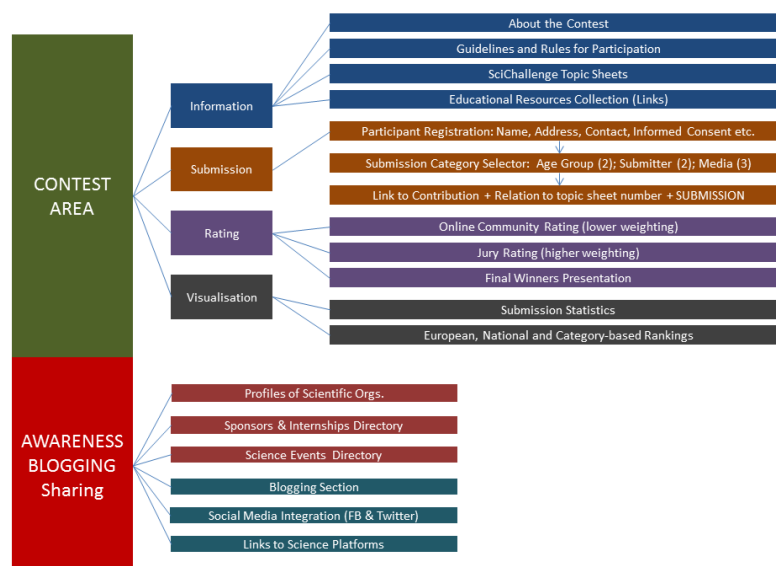 CONTEST
AREA
Information
About the Contest
Guidelines and Rules for Participation
SciChallenge Topic Sheets
Educational Resources Collection (Links)
Submission
Participant Registration: Name, Address, Contact, Informed Consent etc.
Submission Category Selector:  Age Group (2); Submitter (2); Media (3)
Link to Contribution + Relation to topic sheet number + SUBMISSION
Rating
Online Community Rating (lower weighting)
Jury Rating (higher weighting)
Final Winners Presentation
Visualisation
Submission Statistics
European, National and Category-based Rankings
AWARENESS
BLOGGING
Sharing
Profiles of Scientific Orgs.
Sponsors & Internships Directory
Science Events Directory
Blogging Section
Social Media Integration (FB & Twitter)
Links to Science Platforms